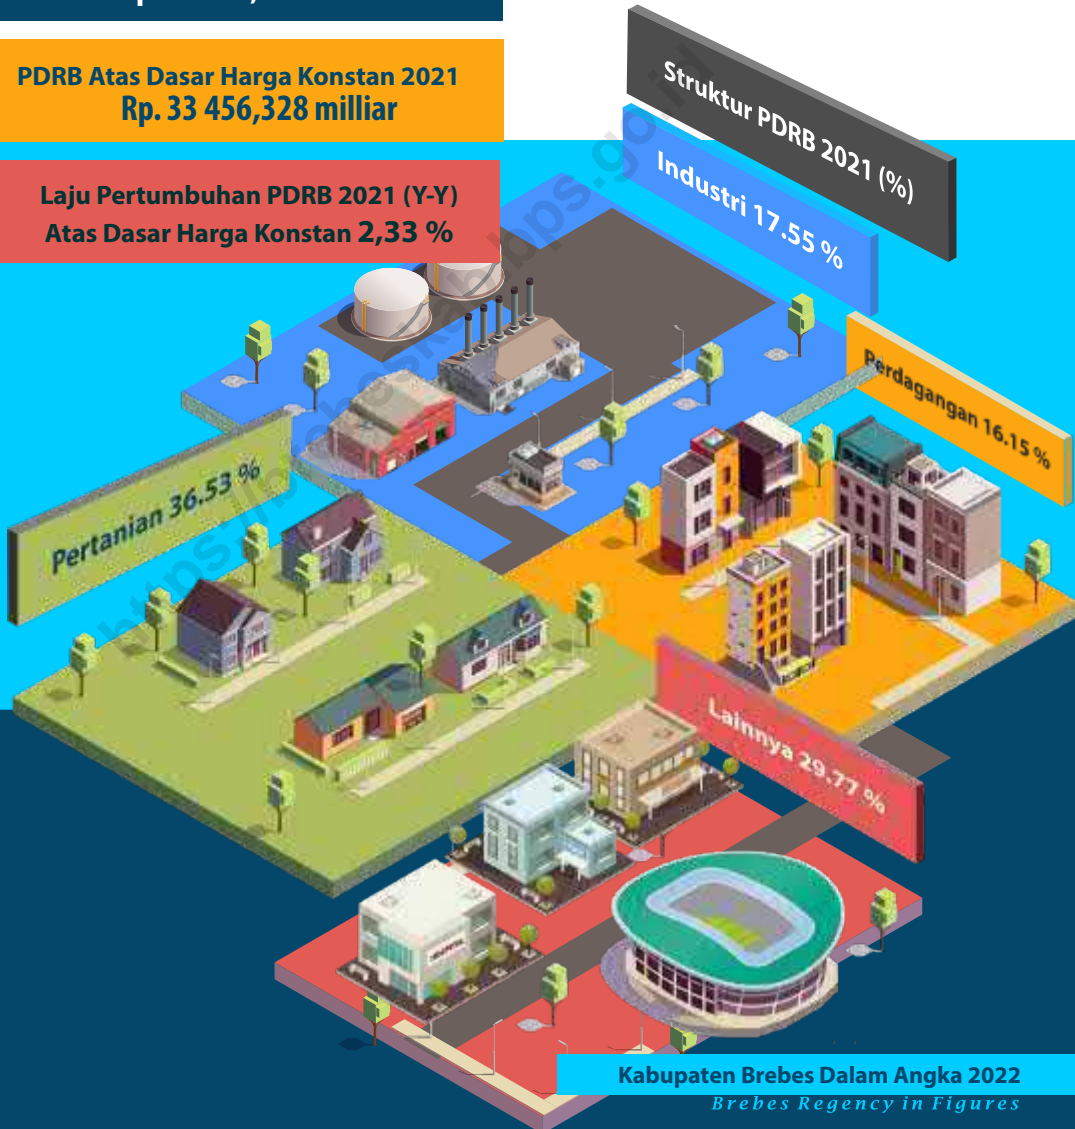 PDRB Atas Dasar Harga Konstan 2021
Rp. 33 456,328 milliar
Laju Pertumbuhan PDRB 2021 (Y-Y)
Atas Dasar Harga Konstan 2,33 %
Struktur PDRB 2021 (%)
Industri 17.55 %
Perdagangan 16.15 %
Pertanian 36.53 %
Lainnya 29.77 %
Kabupaten Brebes Dalam Angka 2022
Brebes Regency in Figures